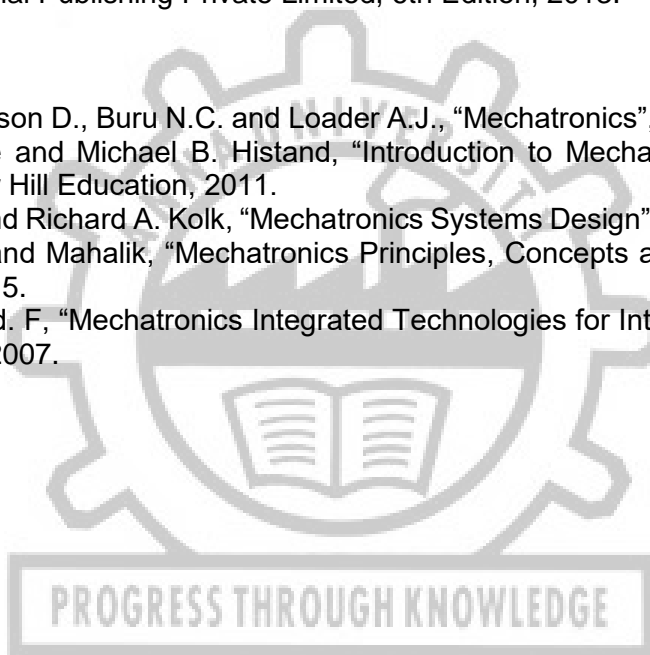 Publishing Private Limited, 5th Edition, 2015.
son D., Buru N.C. and Loader A.J., “Mechatronics”,
and Michael B. Histand, “Introduction to Mecha
Hill Education, 2011.
nd Richard A. Kolk, “Mechatronics Systems Design”
and Mahalik, “Mechatronics Principles, Concepts a
5.
d. F, “Mechatronics Integrated Technologies for Int
2007.
UNIVERSIT
PROGRESS THROUGH KNOWLEDGE